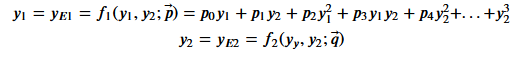 y₁ = y_{E1} = f₁(y₁, y₂; p⃗) = p₀y₁ + p₁y₂ + p₂y₁² + p₃y₁y₂ + p₄y₂²+…+y₂³
y₂ = y_{E2} = f₂(y_y, y₂; q⃗)